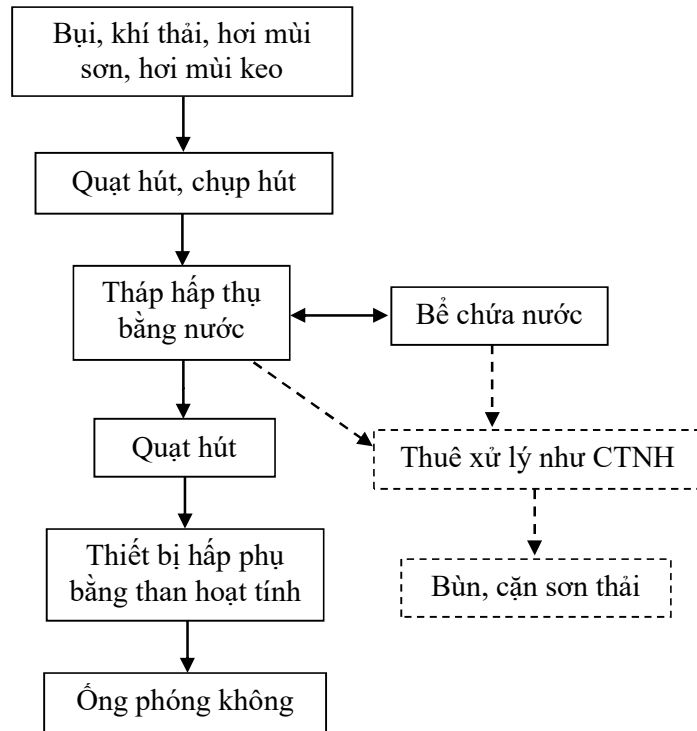 Bụi, khí thải, hơi mùi
sơn, hơi mùi keo
Quạt hút, chụp hút
Tháp hấp thụ
bằng nước
Bể chứa nước
Quạt hút
Thuê xử lý như CTNH
Thiết bị hấp phụ
bằng than hoạt tính
Bùn, cặn sơn thải
Ống phóng không